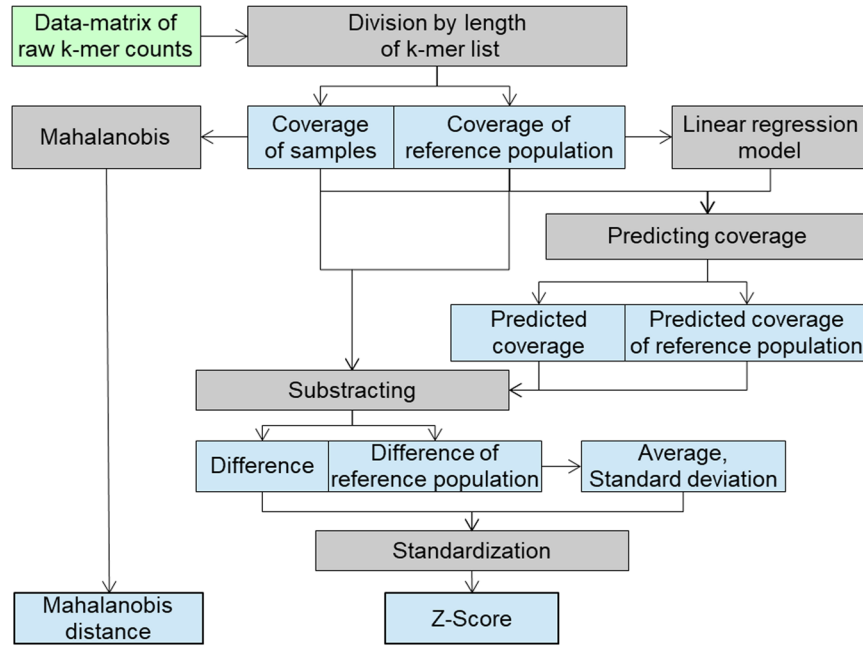 Data-matrix of
raw k-mer counts
Division by length
of k-mer list
Mahalanobis
Coverage
of samples
Coverage of
reference population
Linear regression
model
Predicting coverage
Predicted
coverage
Predicted coverage
of reference population
Substracting
Difference
Difference of
reference population
Average,
Standard deviation
Standardization
Mahalanobis
distance
Z-Score